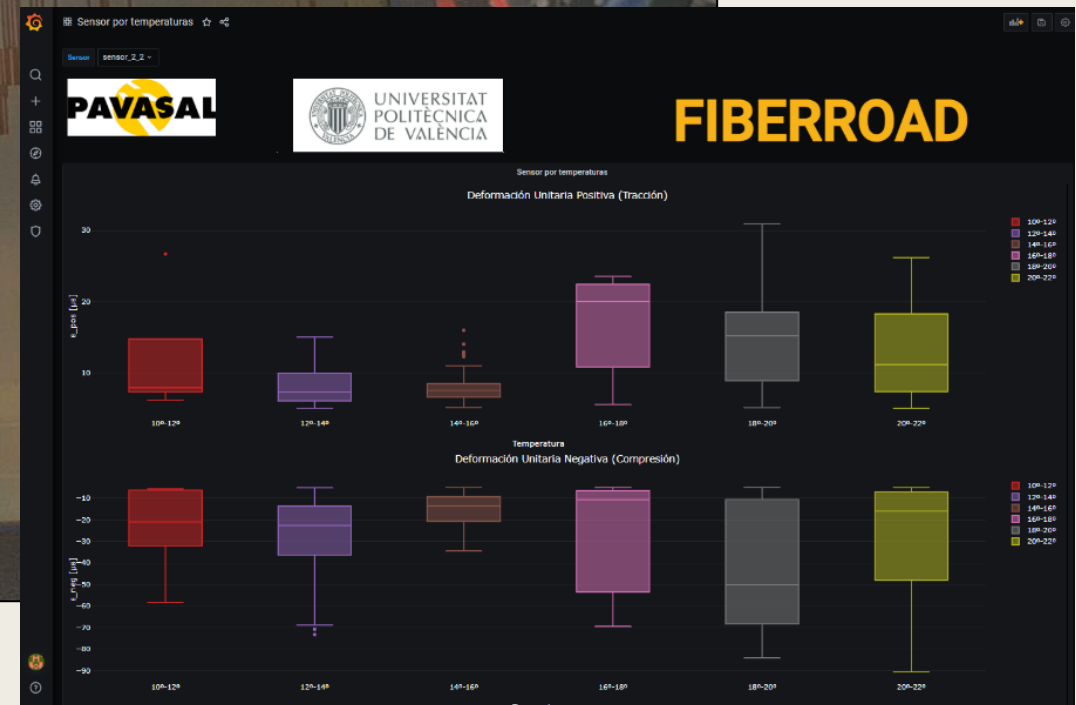 Sensor por temperaturas
Sensor sensor_2_2
PAVASAL
UNIVERSITAT
POLITÈCNICA
DE VALÈNCIA
FIBERROAD
Sensor por temperaturas
Deformación Unitaria Positiva (Tracción)
30
20
10
ε_pos [µε]
10º-12º 12º-14º 14º-16º 16º-18º 18º-20º 20º-22º
10º-12º
12º-14º
14º-16º
16º-18º
18º-20º
20º-22º
Temperatura
Deformación Unitaria Negativa (Compresión)
−10
−20
−30
−40
−50
−60
−70
−80
−90
ε_neg [µε]
10º-12º 12º-14º 14º-16º 16º-18º 18º-20º 20º-22º
10º-12º
12º-14º
14º-16º
16º-18º
18º-20º
20º-22º